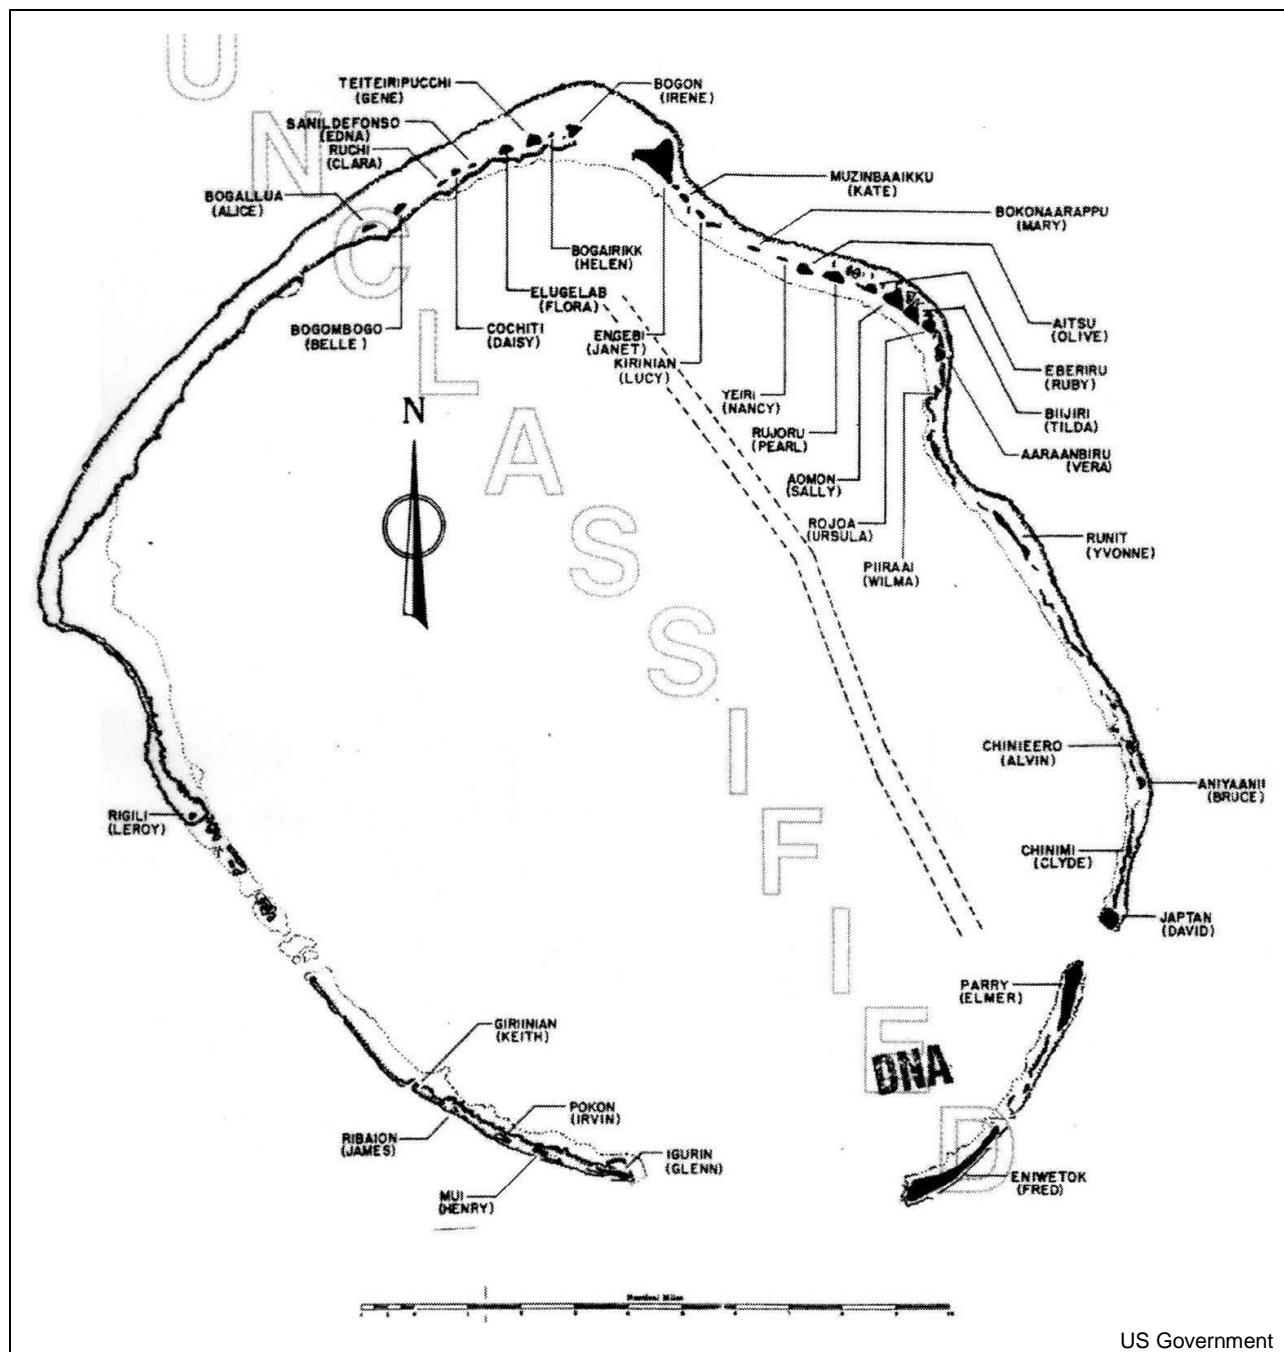 UNCLASSIFIED
TEITEIRIPUCCHI
(GENE)
BOGON
(IRENE)
SANILDEFONSO
(EDNA)
RUCHI
(CLARA)
BOGALLUA
(ALICE)
MUZINBAAIKKU
(KATE)
BOKONAARAPPU
(MARY)
BOGAIRIKK
(HELEN)
ELUGELAB
(FLORA)
BOGOMBOGO
(BELLE)
COCHITI
(DAISY)
ENGEBI
(JANET)
KIRINIAN
(LUCY)
AITSU
(OLIVE)
EBERIRU
(RUBY)
YEIRI
(NANCY)
BIIJIRI
(TILDA)
RUJORU
(PEARL)
AARAANBIRU
(VERA)
AOMON
(SALLY)
ROJOA
(URSULA)
RUNIT
(YVONNE)
PIIRAAI
(WILMA)
N
CHINIEERO
(ALVIN)
ANIYAANII
(BRUCE)
RIGILI
(LEROY)
CHINIMI
(CLYDE)
JAPTAN
(DAVID)
PARRY
(ELMER)
GIRIINIAN
(KEITH)
DNA
POKON
(IRVIN)
RIBAION
(JAMES)
IGURIN
(GLENN)
ENIWETOK
(FRED)
MUI
(HENRY)
Nautical Miles
US Government